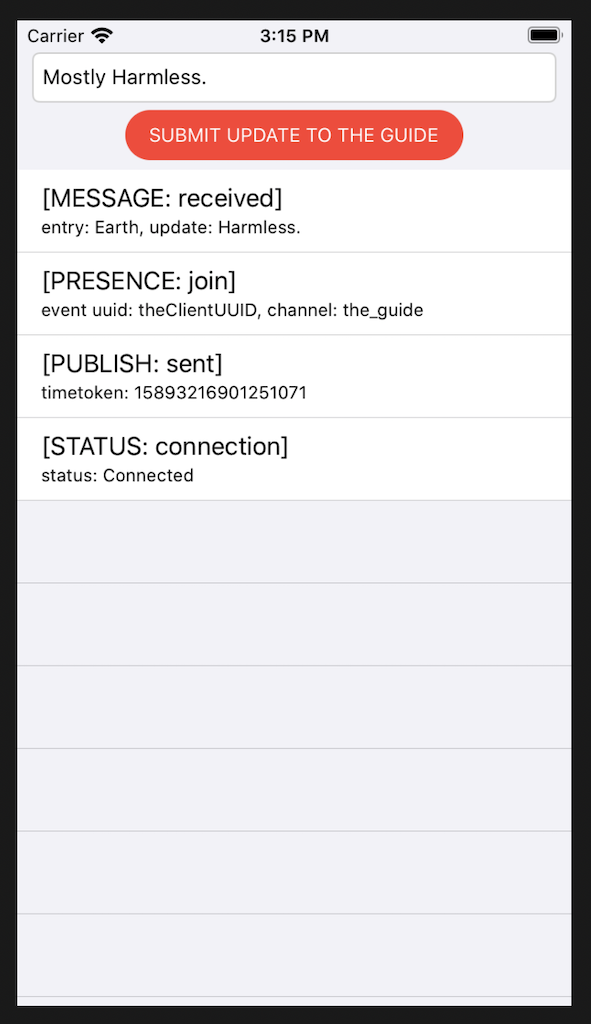 Carrier 3:15 PM
Mostly Harmless.
SUBMIT UPDATE TO THE GUIDE
[MESSAGE: received]
entry: Earth, update: Harmless.
[PRESENCE: join]
event uuid: theClientUUID, channel: the_guide
[PUBLISH: sent]
timetoken: 15893216901251071
[STATUS: connection]
status: Connected